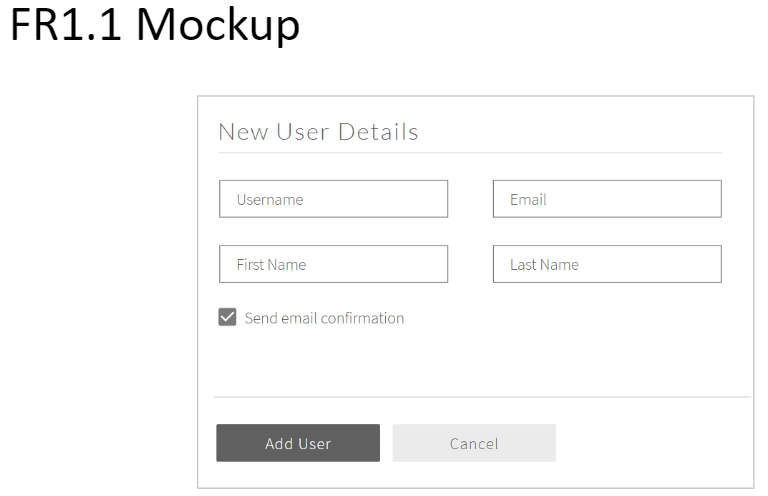 FR1.1 Mockup
New User Details
Username Email
First Name Last Name
Send email confirmation
Add User Cancel